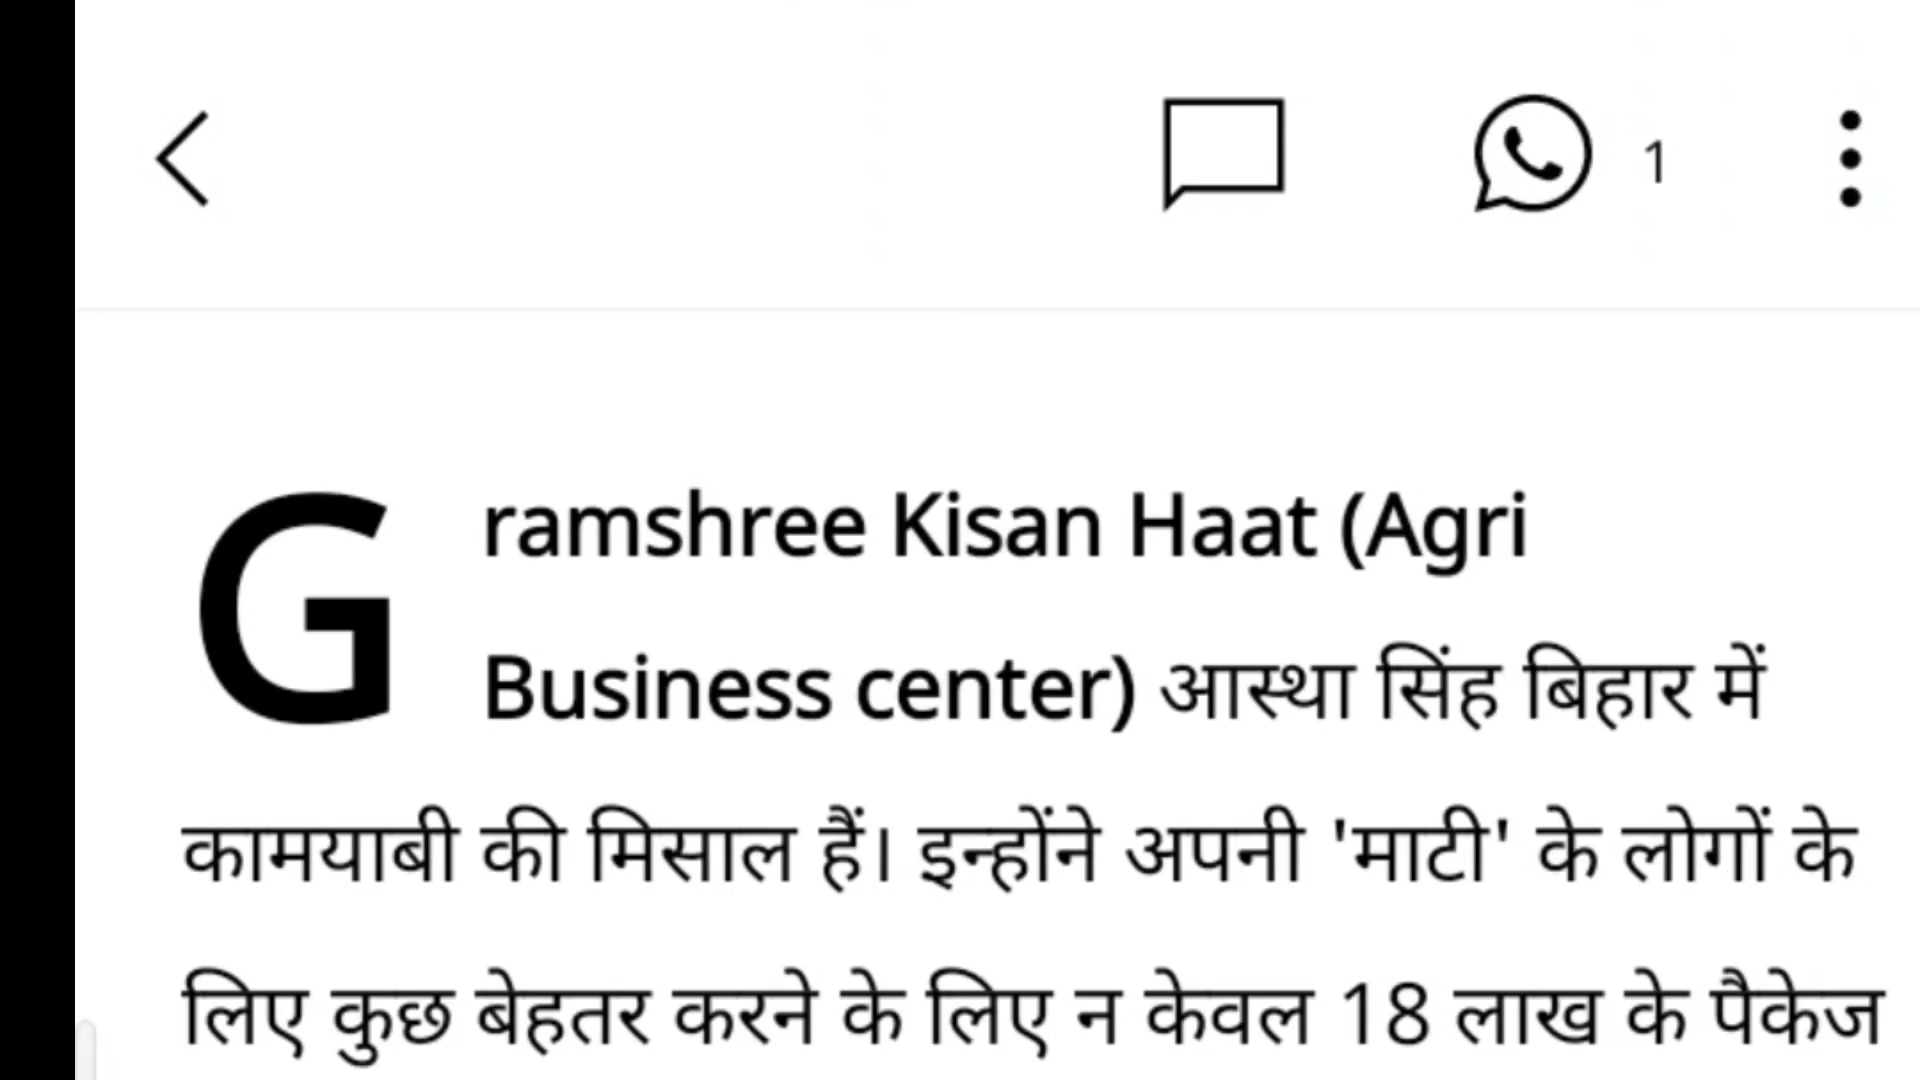 1
Gramshree Kisan Haat (Agri
Business center) आस्था सिंह बिहार में
कामयाबी की मिसाल हैं। इन्होंने अपनी 'माटी' के लोगों के
लिए कुछ बेहतर करने के लिए न केवल 18 लाख के पैकेज